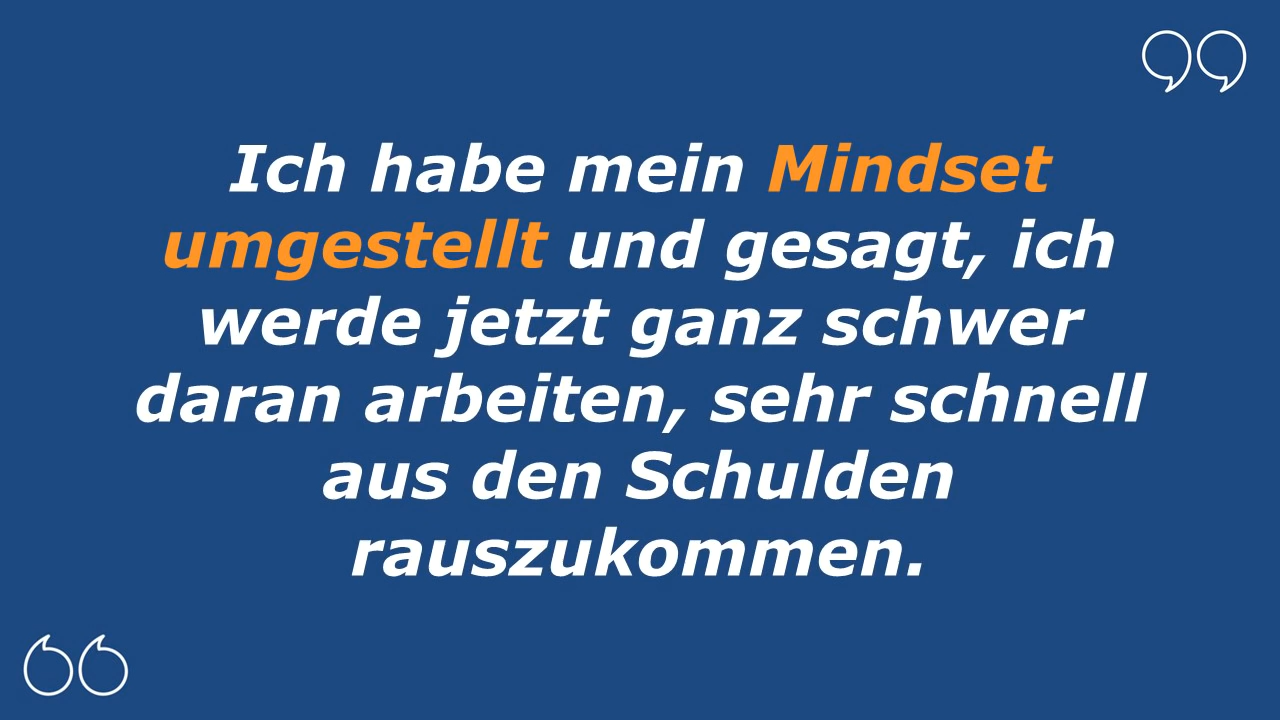 Ich habe mein Mindset
umgestellt und gesagt, ich
werde jetzt ganz schwer
daran arbeiten, sehr schnell
aus den Schulden
rauszukommen.